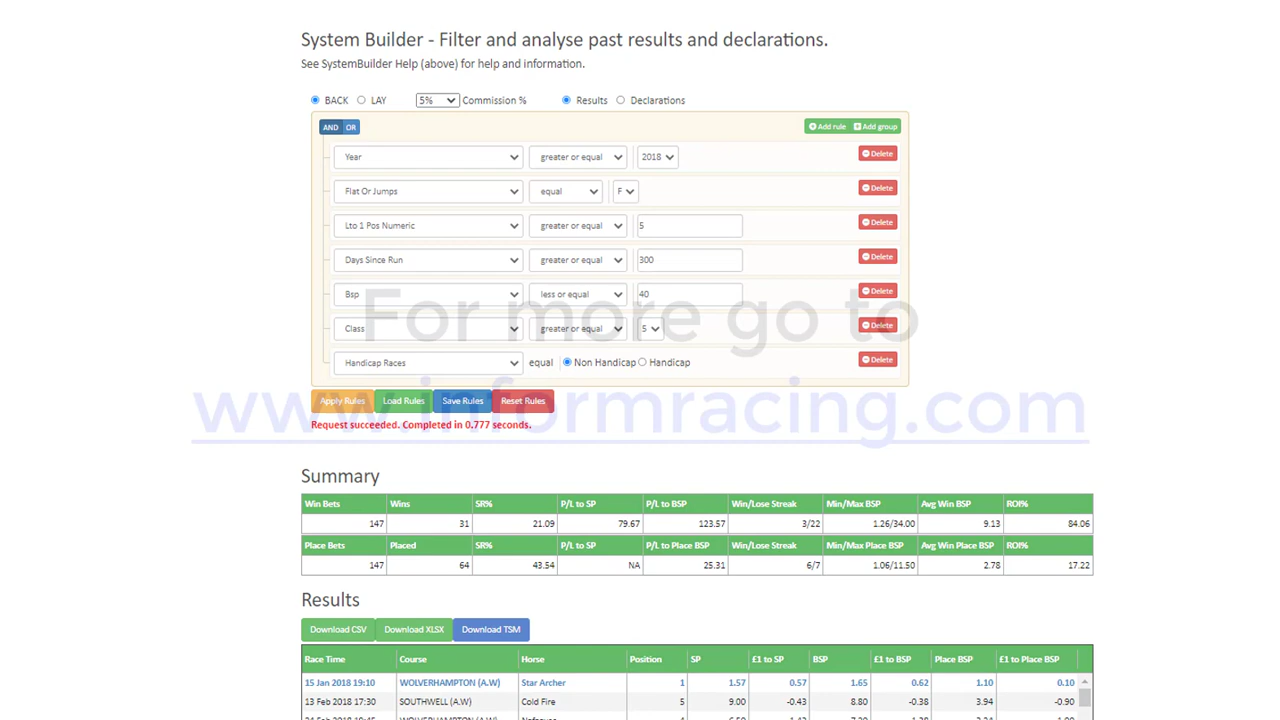 System Builder - Filter and analyse past results and declarations.
See SystemBuilder Help (above) for help and information.
BACK LAY 5% Commission % Results Declarations
AND OR Add rule Add group
Year greater or equal 2018 Delete
Flat Or Jumps equal F Delete
Lto 1 Pos Numeric greater or equal 5 Delete
Days Since Run greater or equal 300 Delete
Bsp less or equal 40 Delete
For more go to
Class greater or equal 5 Delete
Handicap Races equal Non Handicap Handicap Delete
Apply Rules Load Rules Save Rules Reset Rules
www.informracing.com
Request succeeded. Completed in 0.777 seconds.
Summary
Win Bets Wins SR% P/L to SP P/L to BSP Win/Lose Streak Min/Max BSP Avg Win BSP ROI%
147 31 21.09 79.67 123.57 3/22 1.26/34.00 9.13 84.06
Place Bets Placed SR% P/L to SP P/L to Place BSP Win/Lose Streak Min/Max Place BSP Avg Win Place BSP ROI%
147 64 43.54 NA 25.31 6/7 1.06/11.50 2.78 17.22
Results
Download CSV Download XLSX Download TSM
Race Time Course Horse Position SP £1 to SP BSP £1 to BSP Place BSP £1 to Place BSP
15 Jan 2018 19:10 WOLVERHAMPTON (A.W) Star Archer 1 1.57 0.57 1.65 0.62 1.10 0.10
13 Feb 2018 17:30 SOUTHWELL (A.W) Cold Fire 5 9.00 -0.43 8.80 -0.38 3.94 -0.90